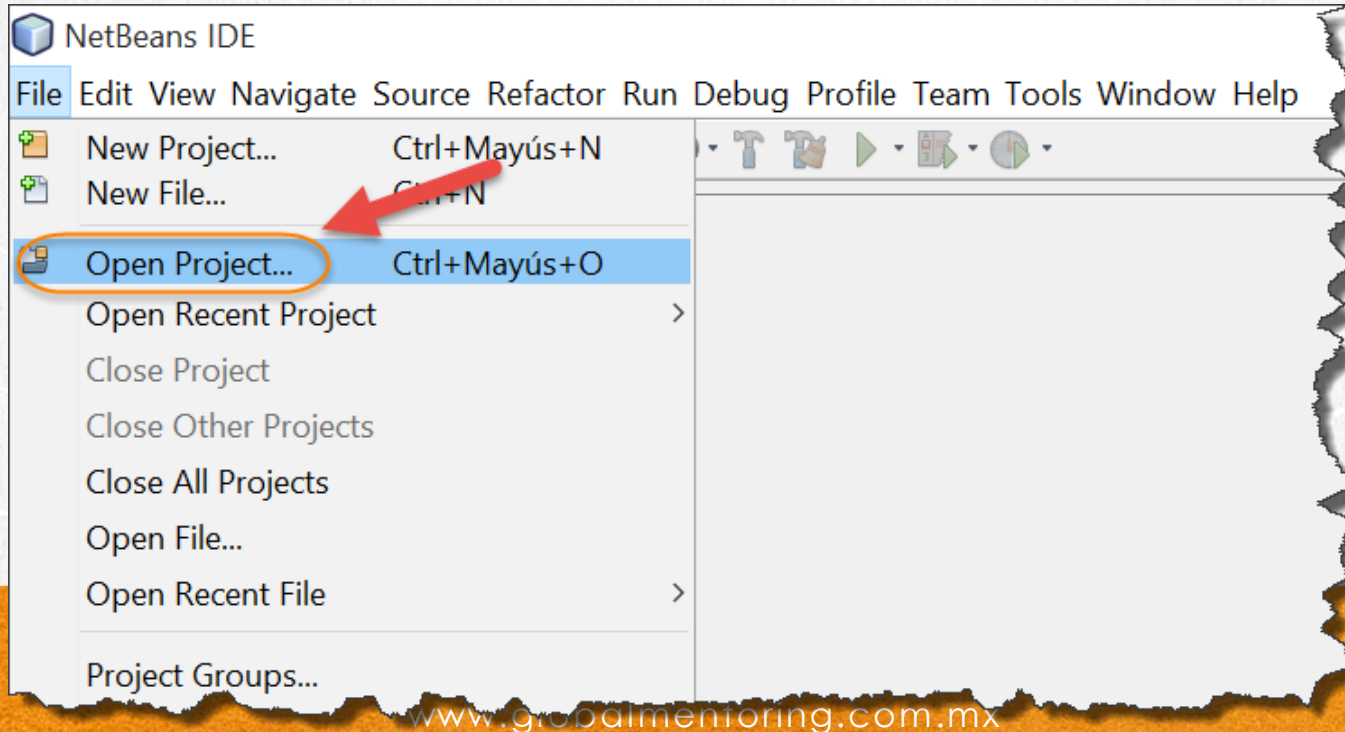 NetBeans IDE
File Edit View Navigate Source Refactor Run Debug Profile Team Tools Window Help
New Project... Ctrl+Mayús+N
New File... Ctrl+N
Open Project... Ctrl+Mayús+O
Open Recent Project
Close Project
Close Other Projects
Close All Projects
Open File...
Open Recent File
Project Groups...
www.globalmentoring.com.mx